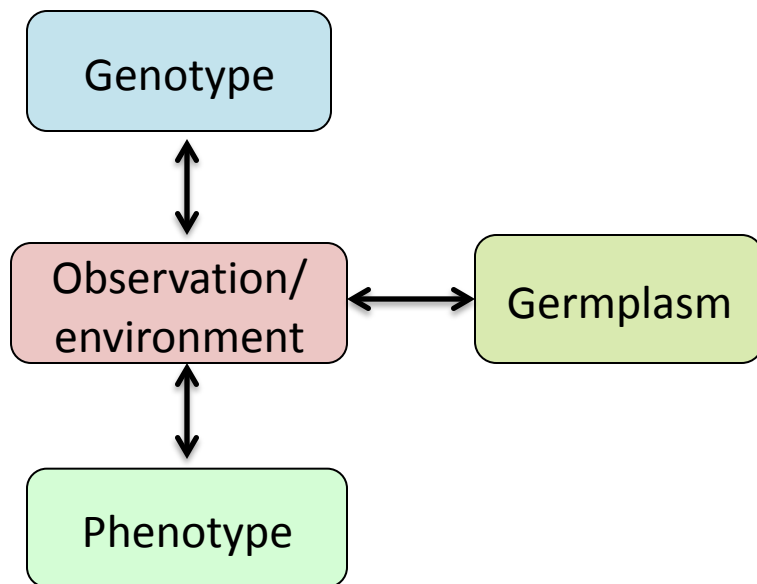 Genotype
Observation/
environment
Germplasm
Phenotype